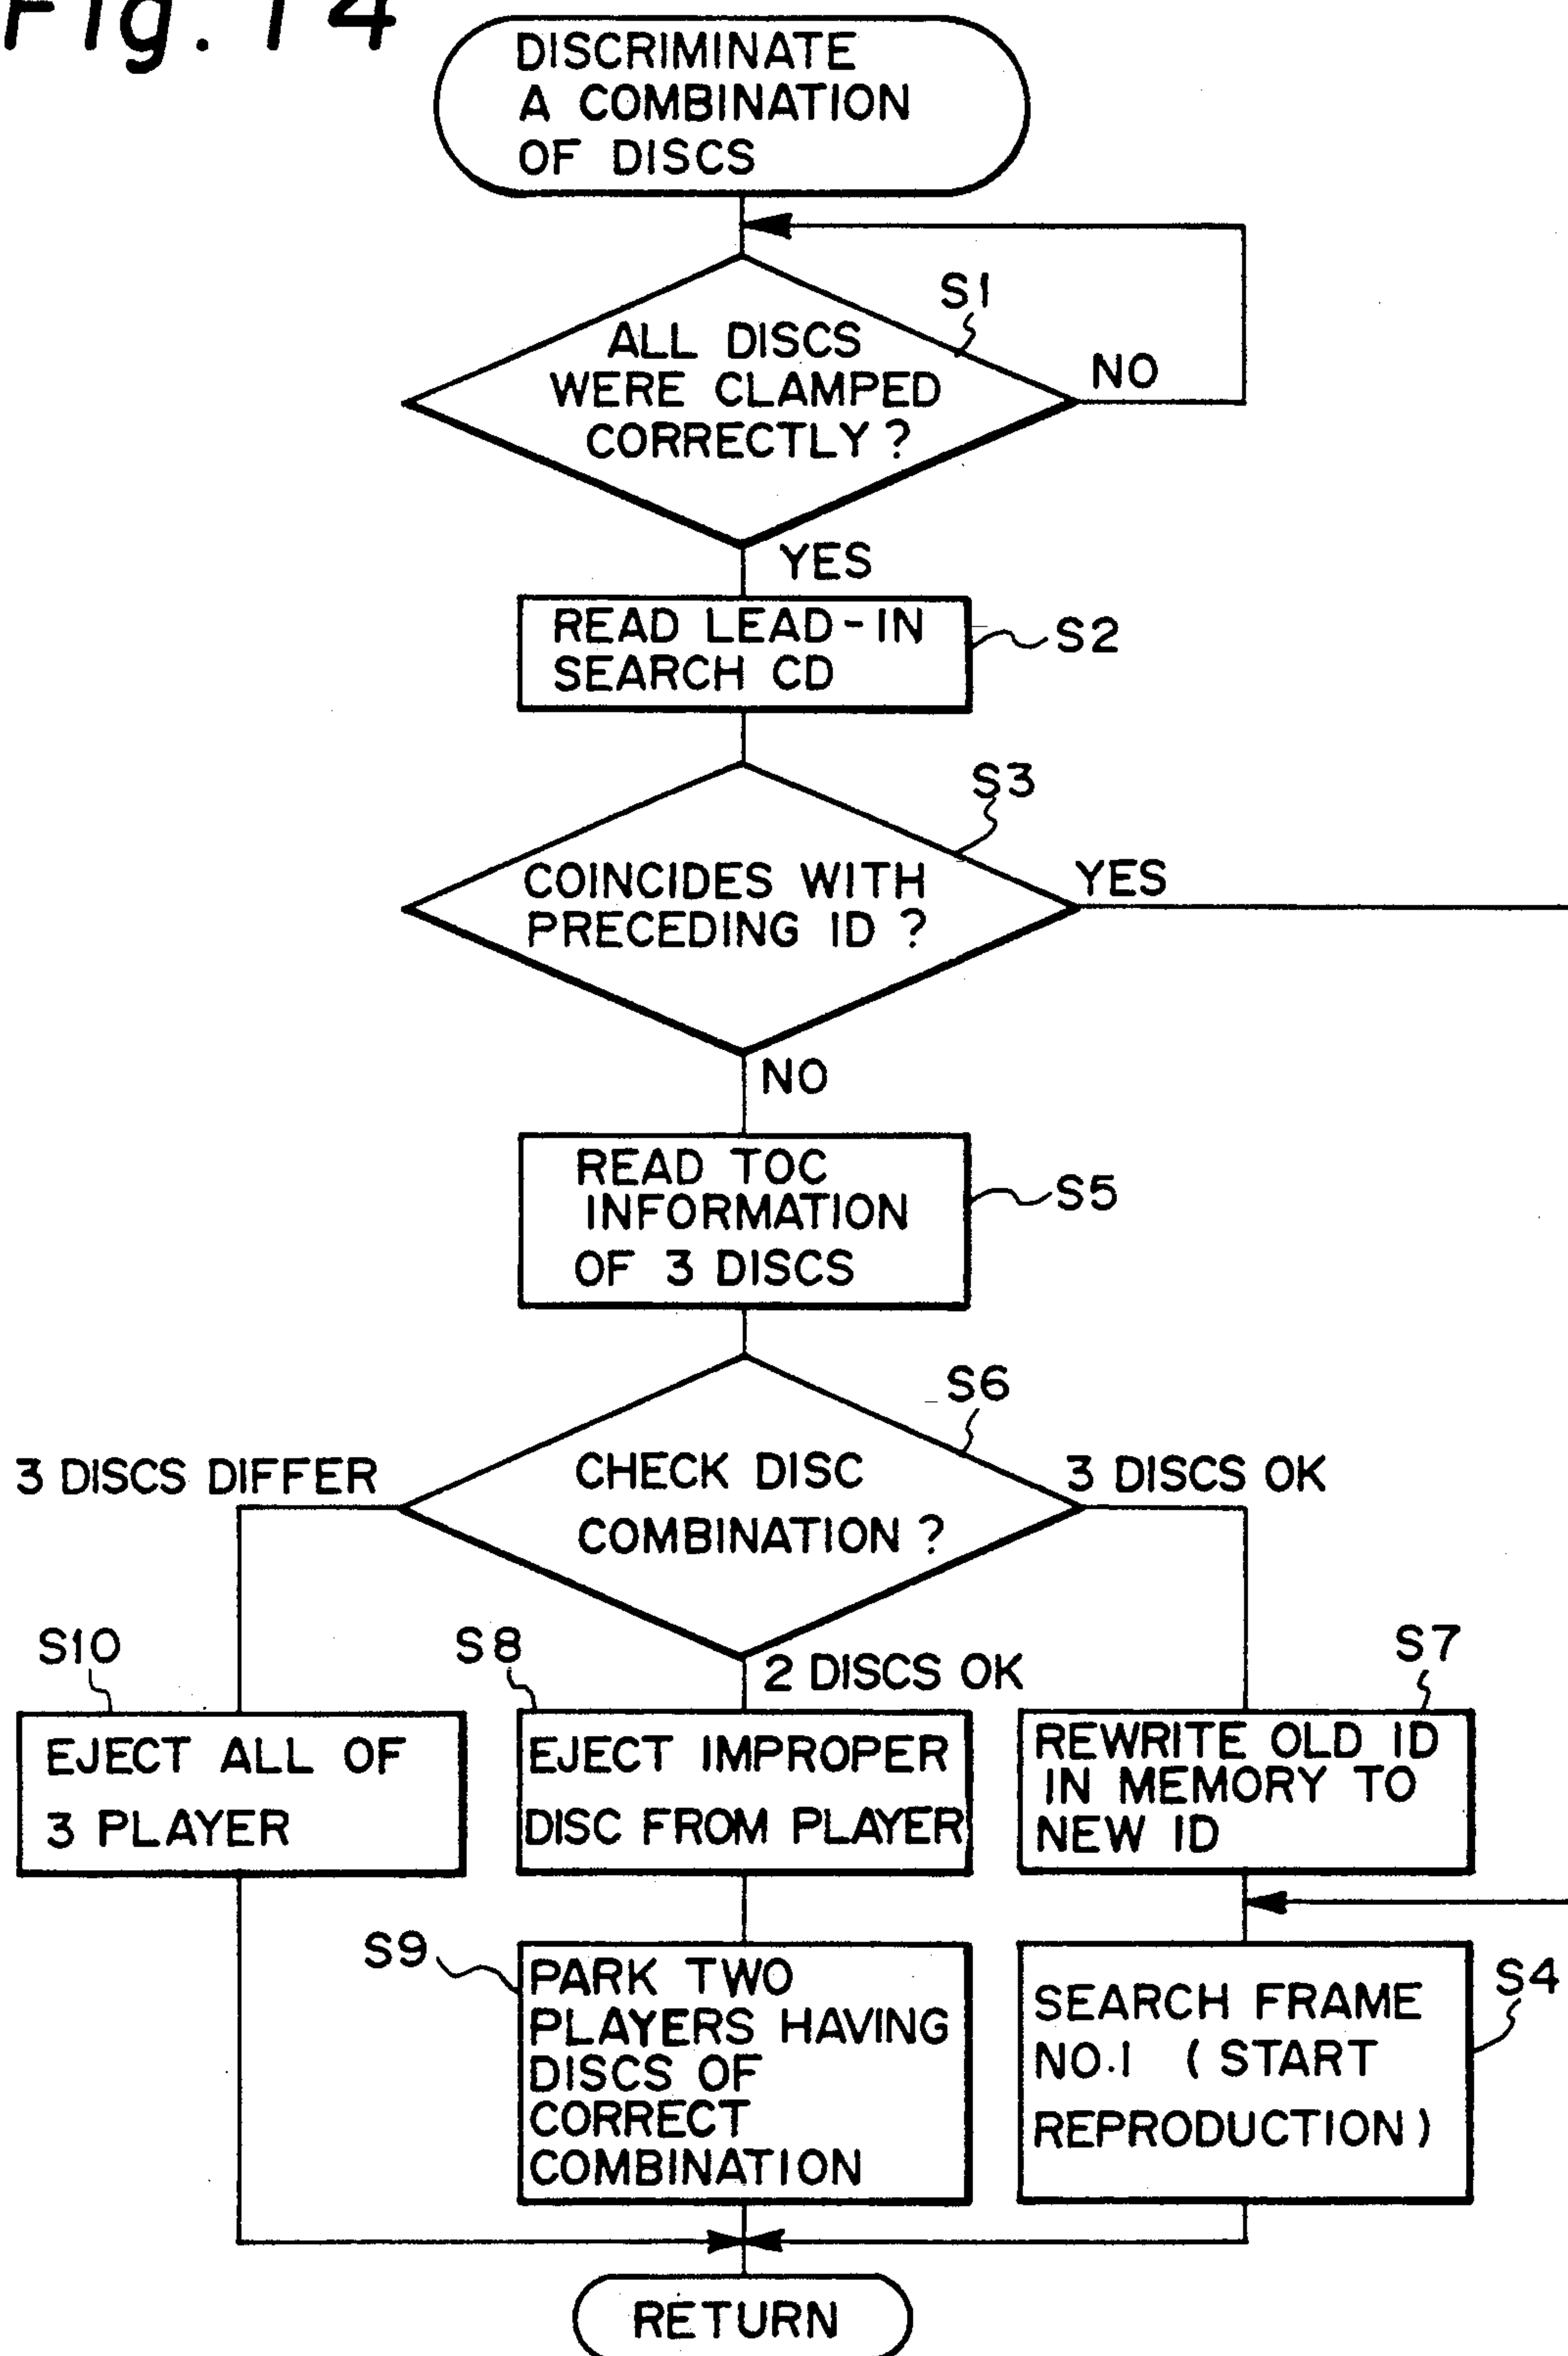 Fig. 14
DISCRIMINATE
A COMBINATION
OF DISCS
S1
ALL DISCS
WERE CLAMPED
CORRECTLY?
NO
YES
READ LEAD-IN
SEARCH CD
S2
S3
COINCIDES WITH
PRECEDING ID?
YES
NO
READ TOC
INFORMATION
OF 3 DISCS
S5
S6
CHECK DISC
COMBINATION?
3 DISCS DIFFER
3 DISCS OK
2 DISCS OK
S10
EJECT ALL OF
3 PLAYER
S8
EJECT IMPROPER
DISC FROM PLAYER
S7
REWRITE OLD ID
IN MEMORY TO
NEW ID
S9
PARK TWO
PLAYERS HAVING
DISCS OF
CORRECT
COMBINATION
S4
SEARCH FRAME
NO.1 (START
REPRODUCTION)
RETURN